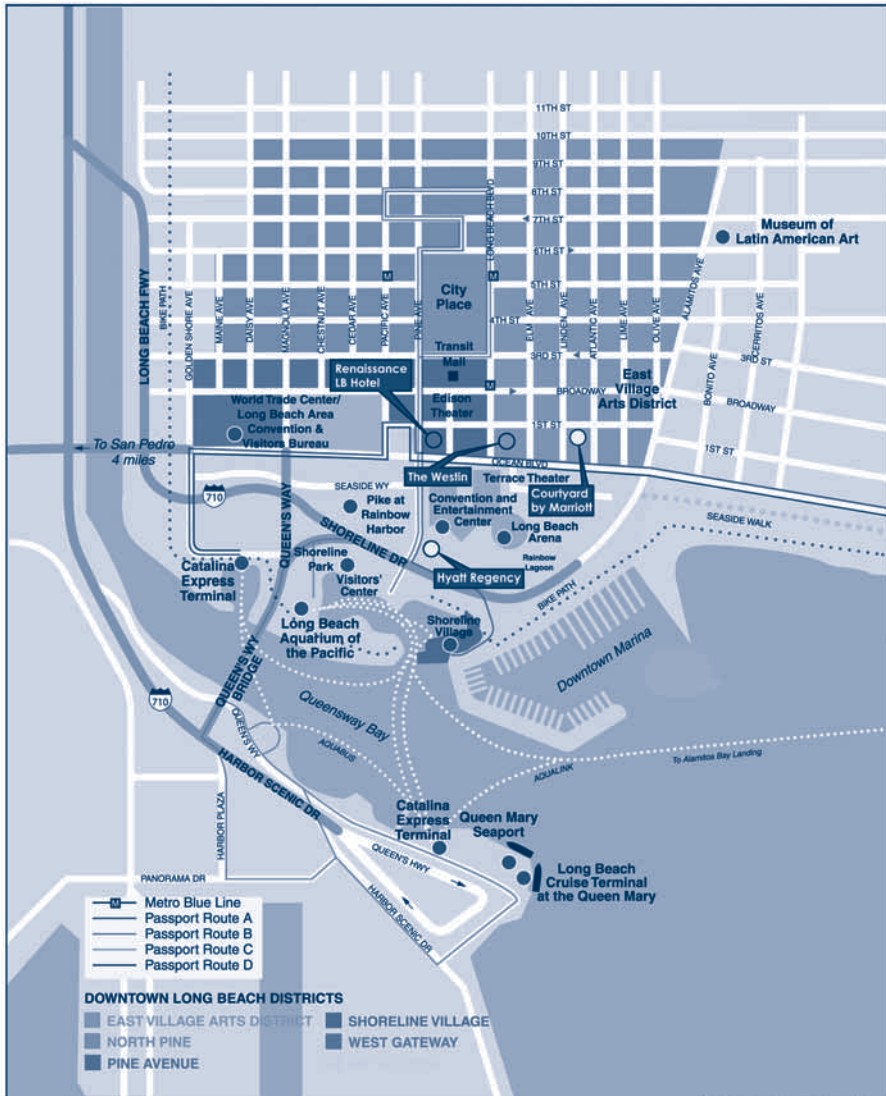 11TH ST
10TH ST
9TH ST
8TH ST
7TH ST
6TH ST
5TH ST
4TH ST
3RD ST
BROADWAY
1ST ST
OCEAN BLVD
LONG BEACH BLVD
Museum of
Latin American Art
LONG BEACH FWY
BIKE PATH
GOLDEN SHORE AVE
MAINE AVE
DAISY AVE
MAGNOLIA AVE
CHESTNUT AVE
CEDAR AVE
PACIFIC AVE
PINE AVE
ELM AVE
LINDEN AVE
ATLANTIC AVE
LIME AVE
OLIVE AVE
ALAMITOS AVE
BONITO AVE
CERRITOS AVE
3RD ST
BROADWAY
1ST ST
M
M
M
City
Place
Transit
Mall
Renaissance
LB Hotel
Edison
Theater
East
Village
Arts District
World Trade Center/
Long Beach Area
Convention &
Visitors Bureau
To San Pedro
4 miles
The Westin
Terrace Theater
Courtyard
by Marriott
SEASIDE WY
710
Pike at
Rainbow
Harbor
Convention and
Entertainment
Center
Long Beach
Arena
Rainbow
Lagoon
SEASIDE WALK
QUEEN'S WAY
SHORELINE DR
Hyatt Regency
Catalina
Express
Terminal
Shoreline
Park
Visitors'
Center
BIKE PATH
Long Beach
Aquarium of
the Pacific
Shoreline
Village
Downtown Marina
QUEEN'S WY
BRIDGE
710
Queensway Bay
QUEEN'S WY
AQUABUS
AQUALINK
To Alamitos Bay Landing
HARBOR SCENIC DR
HARBOR PLAZA
Catalina
Express
Terminal
Queen Mary
Seaport
QUEEN'S HWY
Long Beach
Cruise Terminal
at the Queen Mary
PANORAMA DR
HARBOR SCENIC DR
M Metro Blue Line
Passport Route A
Passport Route B
Passport Route C
Passport Route D
DOWNTOWN LONG BEACH DISTRICTS
EAST VILLAGE ARTS DISTRICT
NORTH PINE
PINE AVENUE
SHORELINE VILLAGE
WEST GATEWAY